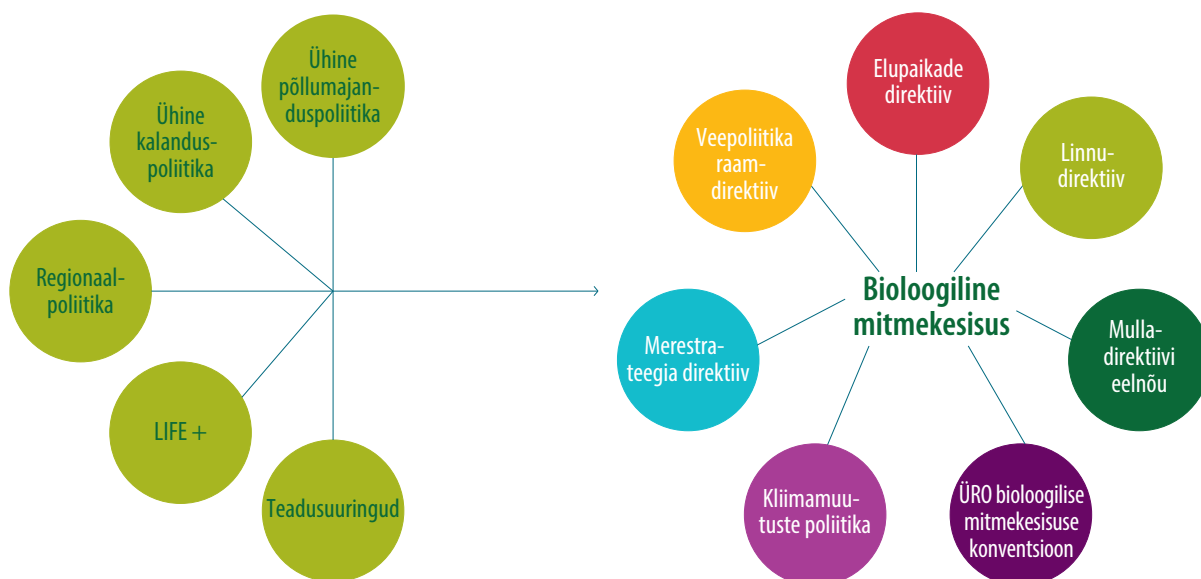 Ühine
põllumajan-
duspoliitika
Ühine
kalandus-
poliitika
Regionaal-
poliitika
LIFE +
Teadusuuringud
Elupaikade
direktiiv
Veepoliitika
raam-
direktiiv
Linnu-
direktiiv
Bioloogiline
mitmekesisus
Merestra-
teegia direktiiv
Mulla-
direktiivi
eelnõu
Kliimamuu-
tuste poliitika
ÜRO bioloogilise
mitmekesisuse
konventsioon